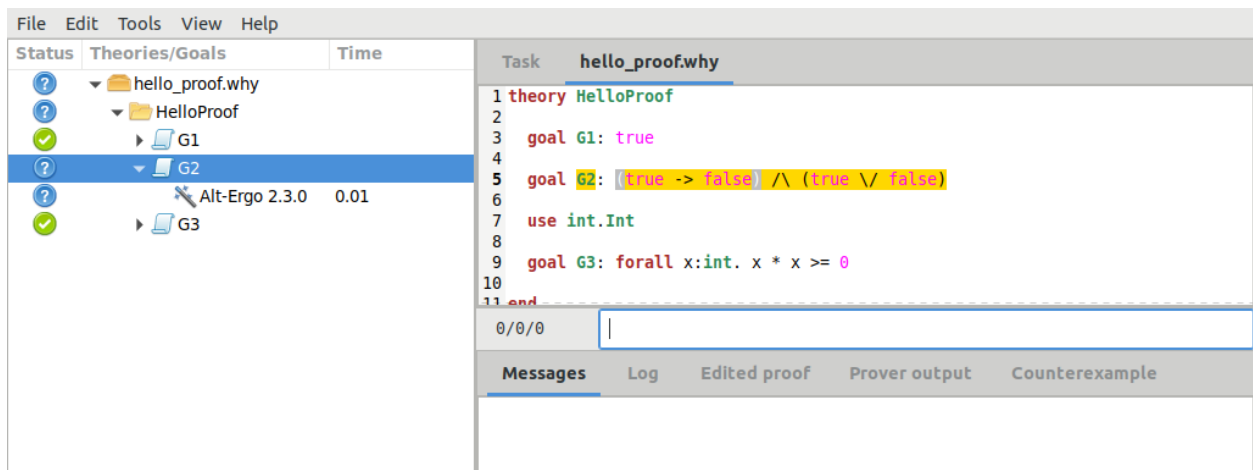 File Edit Tools View Help
Status Theories/Goals Time
hello_proof.why
HelloProof
G1
G2
Alt-Ergo 2.3.0 0.01
G3
Task hello_proof.why
1 theory HelloProof
2
3 goal G1: true
4
5 goal G2: (true -> false) /\ (true \/ false)
6
7 use int.Int
8
9 goal G3: forall x:int. x * x >= 0
10
11 end
0/0/0
Messages Log Edited proof Prover output Counterexample